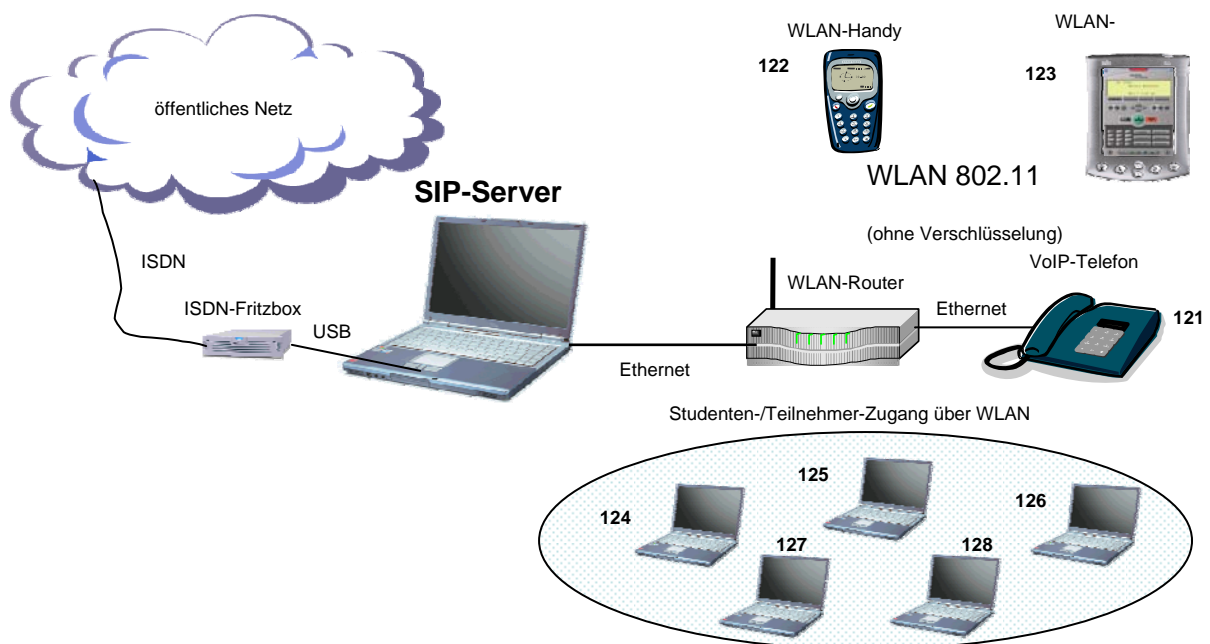 WLAN-Handy
WLAN-
122
123
öffentliches Netz
WLAN 802.11
SIP-Server
(ohne Verschlüsselung)
ISDN
WLAN-Router
VoIP-Telefon
ISDN-Fritzbox
USB
Ethernet
121
Ethernet
Studenten-/Teilnehmer-Zugang über WLAN
125
124
126
127
128